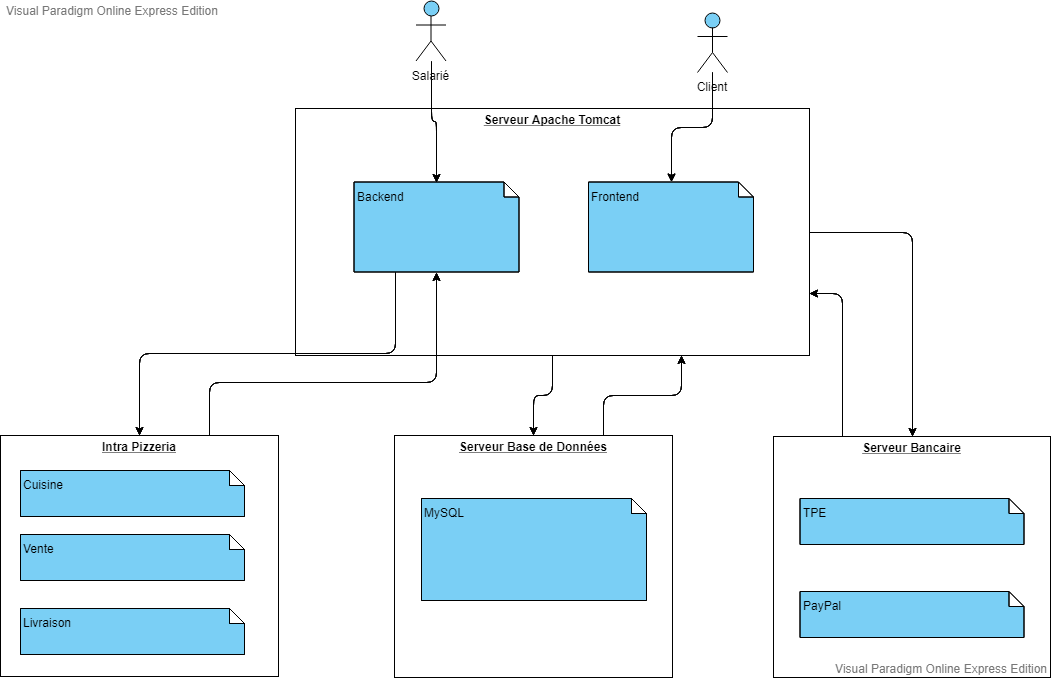 Visual Paradigm Online Express Edition
Salarié
Client
Serveur Apache Tomcat
Backend
Frontend
Intra Pizzeria
Cuisine
Vente
Livraison
Serveur Base de Données
MySQL
Serveur Bancaire
TPE
PayPal
Visual Paradigm Online Express Edition